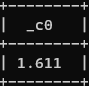 +-------+
|  _c0  |
+-------+
| 1.611 |
+-------+